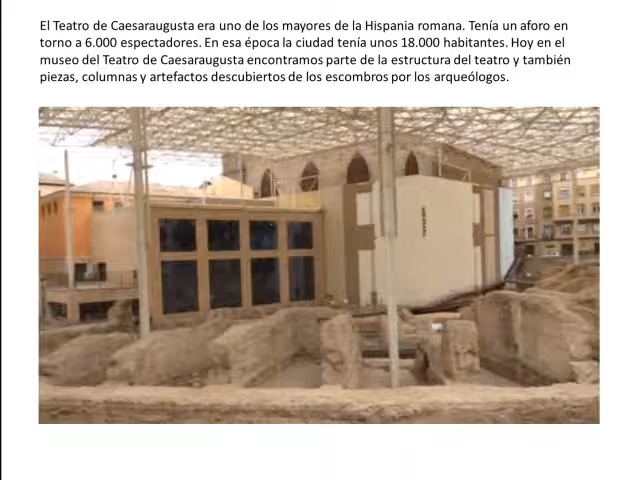 El Teatro de Caesaraugusta era uno de los mayores de la Hispania romana. Tenía un aforo en
torno a 6.000 espectadores. En esa época la ciudad tenía unos 18.000 habitantes. Hoy en el
museo del Teatro de Caesaraugusta encontramos parte de la estructura del teatro y también
piezas, columnas y artefactos descubiertos de los escombros por los arqueólogos.